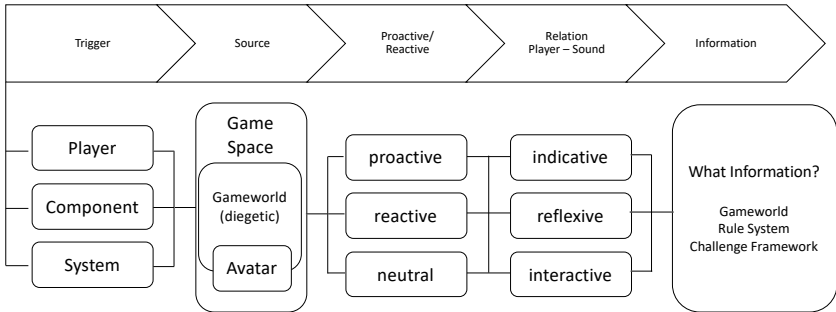 Trigger
Source
Proactive/
Reactive
Relation
Player – Sound
Information
Player
Component
System
Game
Space
Gameworld
(diegetic)
Avatar
proactive
reactive
neutral
indicative
reflexive
interactive
What Information?
Gameworld
Rule System
Challenge Framework